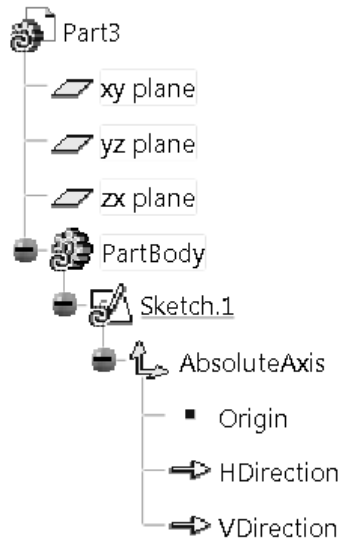 Part3
xy plane
yz plane
zx plane
PartBody
Sketch.1
AbsoluteAxis
Origin
HDirection
VDirection